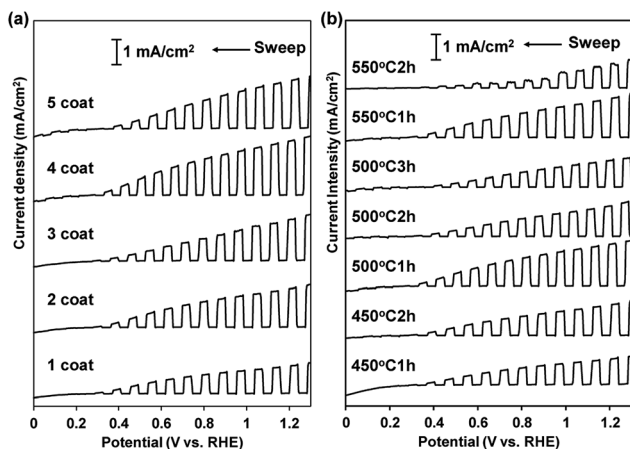 (a)
1 mA/cm²
Sweep
5 coat
4 coat
3 coat
2 coat
1 coat
Current density (mA/cm²)
0 0.2 0.4 0.6 0.8 1 1.2
Potential (V vs. RHE)
(b)
1 mA/cm²
Sweep
550°C2h
550°C1h
500°C3h
500°C2h
500°C1h
450°C2h
450°C1h
Current Intensity (mA/cm²)
0 0.2 0.4 0.6 0.8 1 1.2
Potential (V vs. RHE)